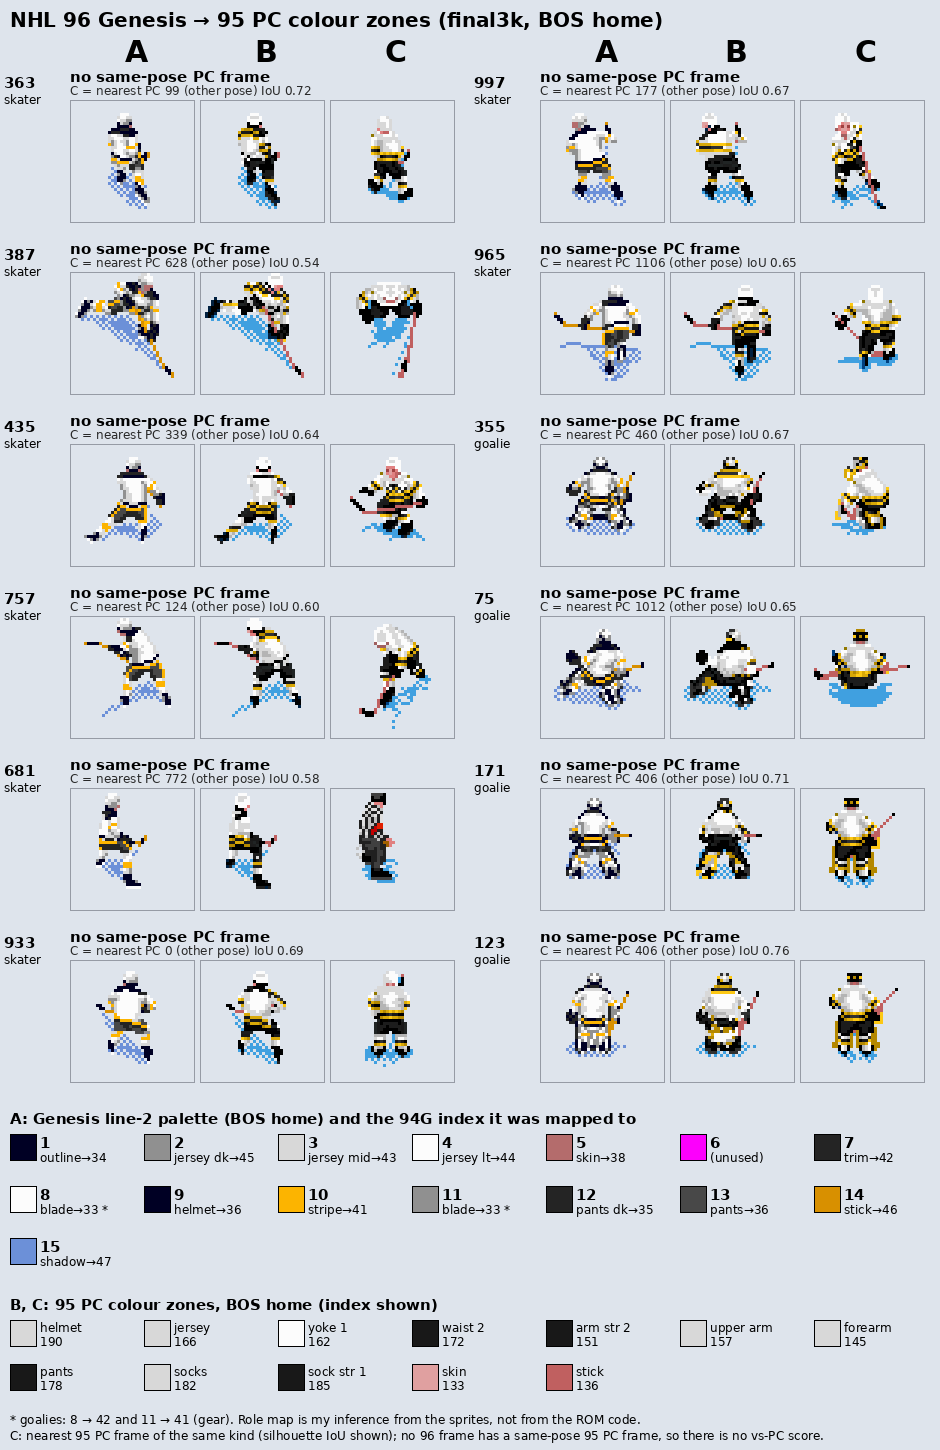 NHL 96 Genesis → 95 PC colour zones (final3k, BOS home)
A B C A B C
363
skater
no same-pose PC frame
C = nearest PC 99 (other pose) IoU 0.72
997
skater
no same-pose PC frame
C = nearest PC 177 (other pose) IoU 0.67
387
skater
no same-pose PC frame
C = nearest PC 628 (other pose) IoU 0.54
965
skater
no same-pose PC frame
C = nearest PC 1106 (other pose) IoU 0.65
435
skater
no same-pose PC frame
C = nearest PC 339 (other pose) IoU 0.64
355
goalie
no same-pose PC frame
C = nearest PC 460 (other pose) IoU 0.67
757
skater
no same-pose PC frame
C = nearest PC 124 (other pose) IoU 0.60
75
goalie
no same-pose PC frame
C = nearest PC 1012 (other pose) IoU 0.65
681
skater
no same-pose PC frame
C = nearest PC 772 (other pose) IoU 0.58
171
goalie
no same-pose PC frame
C = nearest PC 406 (other pose) IoU 0.71
933
skater
no same-pose PC frame
C = nearest PC 0 (other pose) IoU 0.69
123
goalie
no same-pose PC frame
C = nearest PC 406 (other pose) IoU 0.76
A: Genesis line-2 palette (BOS home) and the 94G index it was mapped to
1 2 3 4 5 6 7
outline→34 jersey dk→45 jersey mid→43 jersey lt→44 skin→38 (unused) trim→42
8 9 10 11 12 13 14
blade→33 * helmet→36 stripe→41 blade→33 * pants dk→35 pants→36 stick→46
15
shadow→47
B, C: 95 PC colour zones, BOS home (index shown)
helmet jersey yoke 1 waist 2 arm str 2 upper arm forearm
190 166 162 172 151 157 145
pants socks sock str 1 skin stick
178 182 185 133 136
* goalies: 8 → 42 and 11 → 41 (gear). Role map is my inference from the sprites, not from the ROM code.
C: nearest 95 PC frame of the same kind (silhouette IoU shown); no 96 frame has a same-pose 95 PC frame, so there is no vs-PC score.